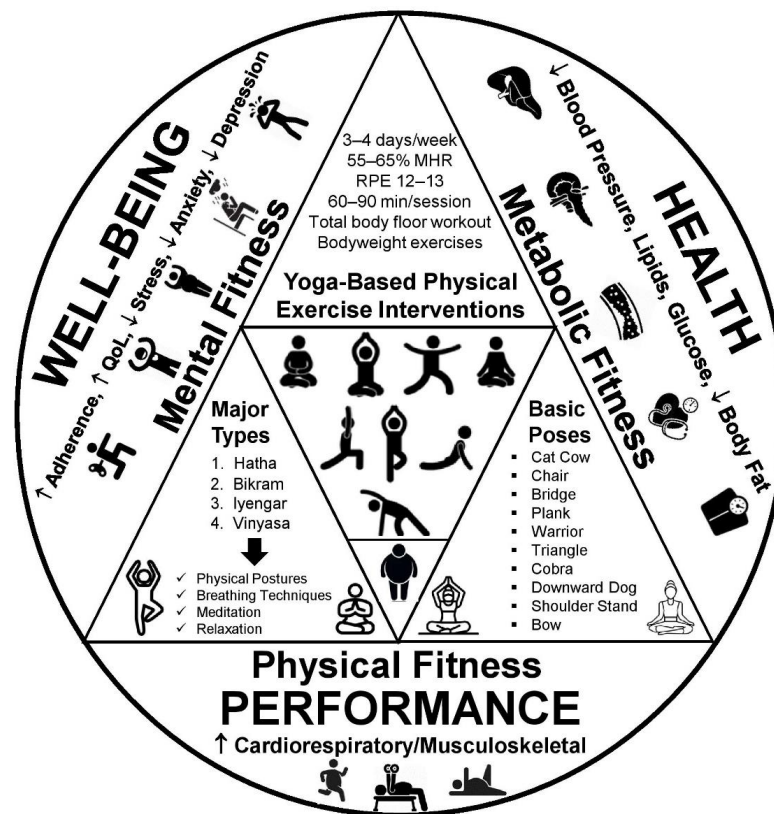 WELL-BEING
Mental Fitness
↑ Adherence, ↑ QoL, ↓ Stress, ↓ Anxiety, ↓ Depression
3–4 days/week
55–65% MHR
RPE 12–13
60–90 min/session
Total body floor workout
Bodyweight exercises
Yoga-Based Physical
Exercise Interventions
HEALTH
Metabolic Fitness
↓ Blood Pressure, Lipids, Glucose, ↓ Body Fat
Major
Types
1. Hatha
2. Bikram
3. Iyengar
4. Vinyasa
✓ Physical Postures
✓ Breathing Techniques
✓ Meditation
✓ Relaxation
Basic
Poses
▪ Cat Cow
▪ Chair
▪ Bridge
▪ Plank
▪ Warrior
▪ Triangle
▪ Cobra
▪ Downward Dog
▪ Shoulder Stand
▪ Bow
Physical Fitness
PERFORMANCE
↑ Cardiorespiratory/Musculoskeletal